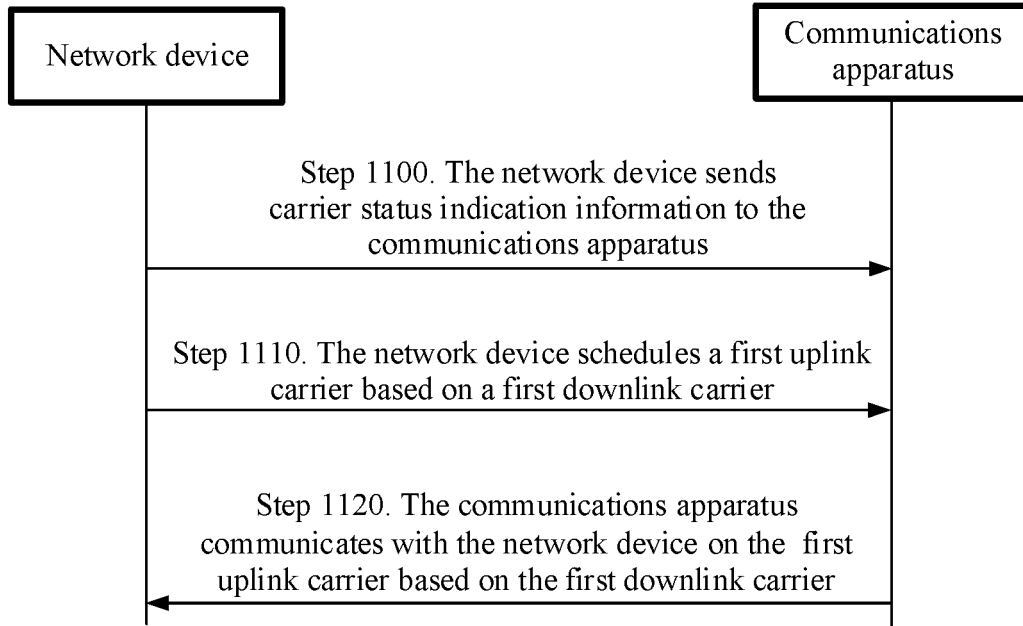 Network device
Communications
apparatus
Step 1100. The network device sends
carrier status indication information to the
communications apparatus
Step 1110. The network device schedules a first uplink
carrier based on a first downlink carrier
Step 1120. The communications apparatus
communicates with the network device on the first
uplink carrier based on the first downlink carrier